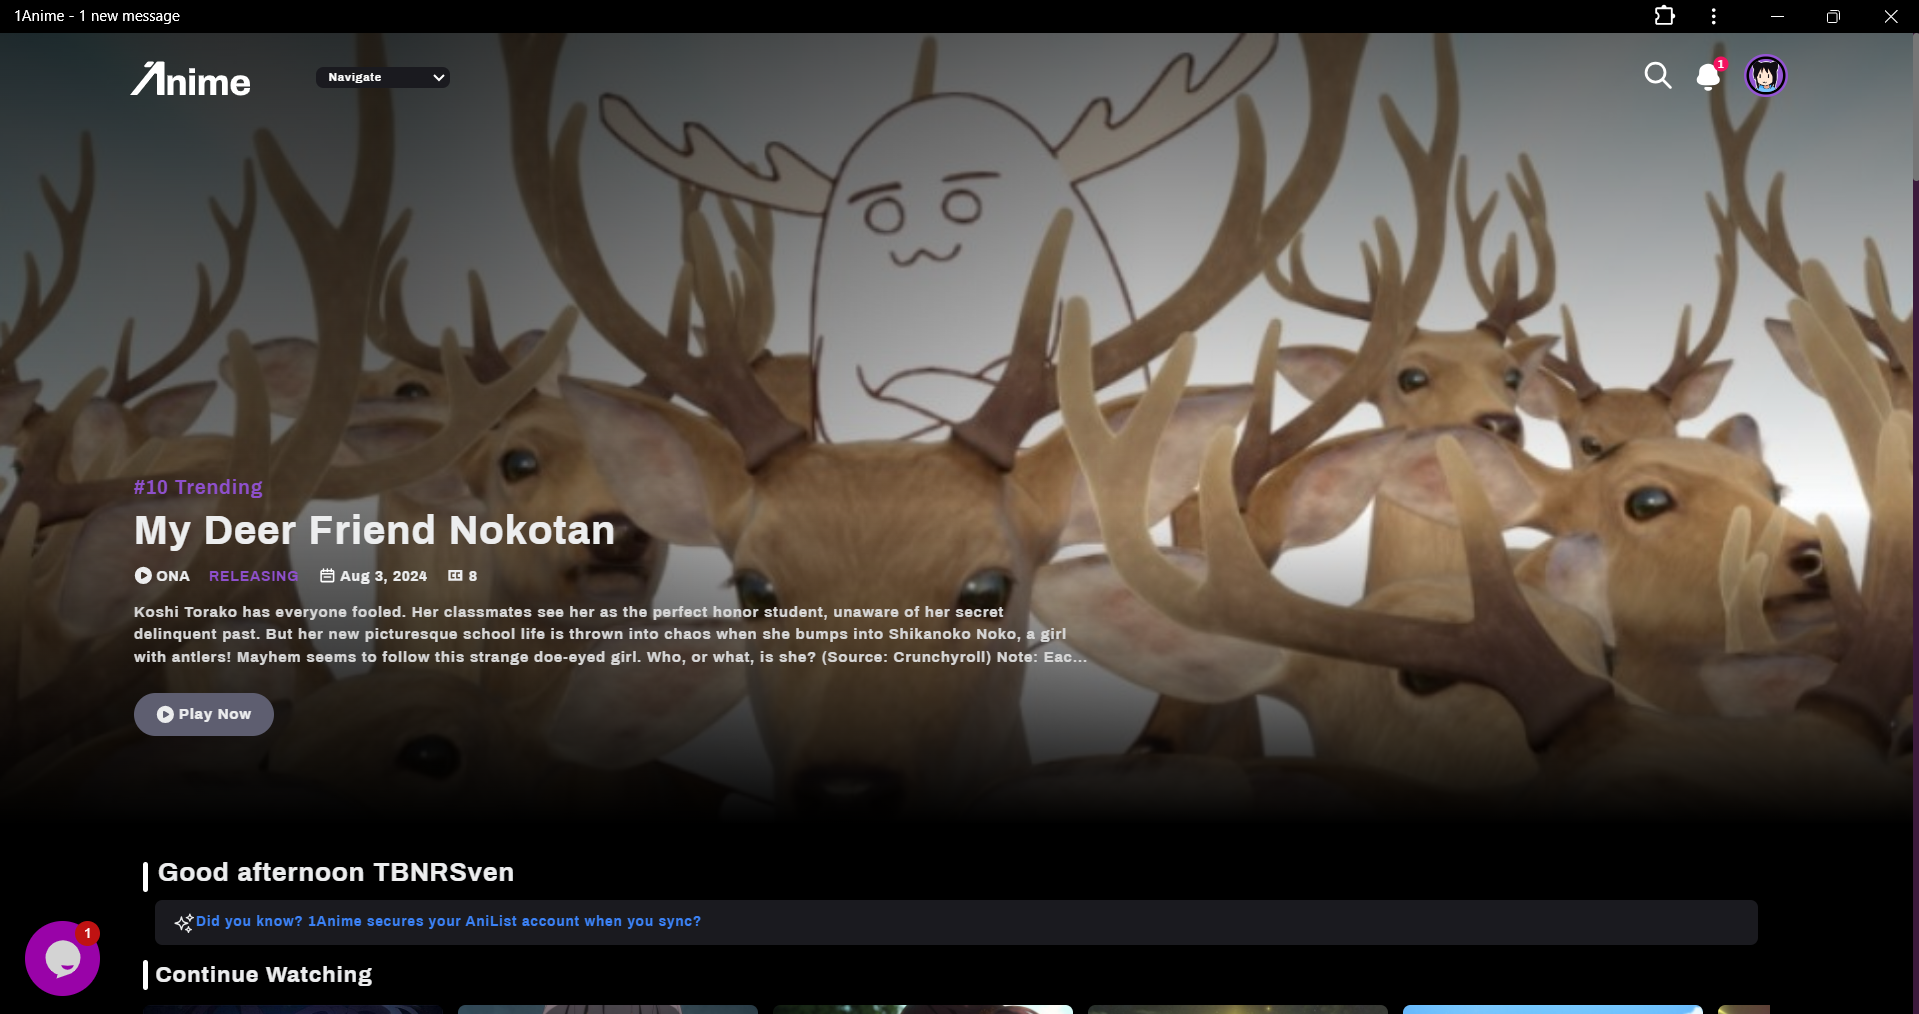 1Anime - 1 new message
Anime
Navigate
1
#10 Trending
My Deer Friend Nokotan
ONA RELEASING Aug 3, 2024 CC 8
Koshi Torako has everyone fooled. Her classmates see her as the perfect honor student, unaware of her secret
delinquent past. But her new picturesque school life is thrown into chaos when she bumps into Shikanoko Noko, a girl
with antlers! Mayhem seems to follow this strange doe-eyed girl. Who, or what, is she? (Source: Crunchyroll) Note: Eac...
Play Now
Good afternoon TBNRSven
Did you know? 1Anime secures your AniList account when you sync?
1
Continue Watching